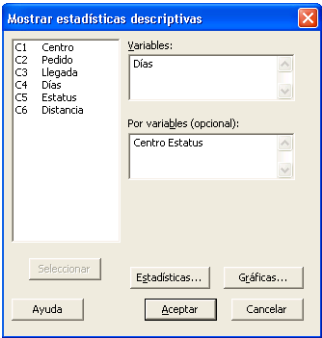 Mostrar estadísticas descriptivas
C1 Centro
C2 Pedido
C3 Llegada
C4 Días
C5 Estatus
C6 Distancia
Variables:
Días
Por variables (opcional):
Centro Estatus
Seleccionar
Estadísticas...
Gráficas...
Ayuda
Aceptar
Cancelar